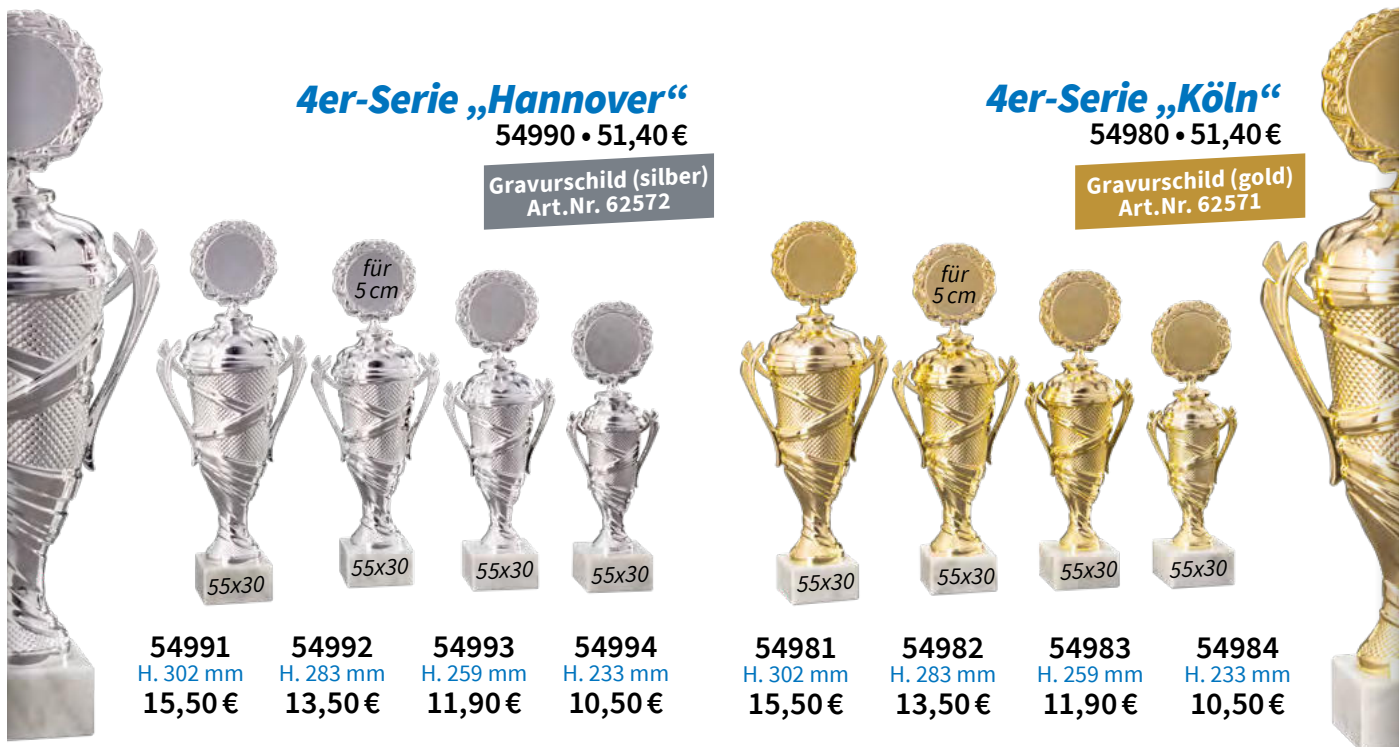 4er-Serie „Hannover“
54990 • 51,40 €
Gravurschild (silber)
Art.Nr. 62572
für
5 cm
55x30
55x30
55x30
55x30
54991
H. 302 mm
15,50 €
54992
H. 283 mm
13,50 €
54993
H. 259 mm
11,90 €
54994
H. 233 mm
10,50 €
4er-Serie „Köln“
54980 • 51,40 €
Gravurschild (gold)
Art.Nr. 62571
für
5 cm
55x30
55x30
55x30
55x30
54981
H. 302 mm
15,50 €
54982
H. 283 mm
13,50 €
54983
H. 259 mm
11,90 €
54984
H. 233 mm
10,50 €